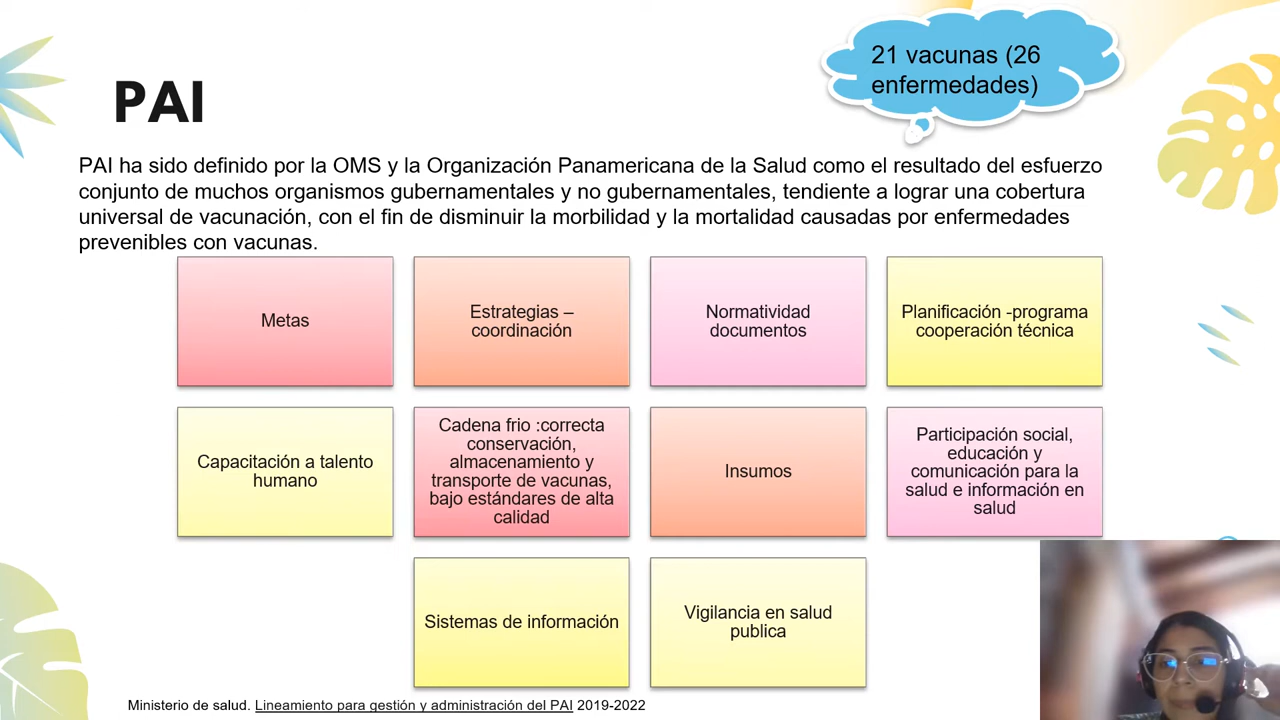 21 vacunas (26
enfermedades)
PAI
PAI ha sido definido por la OMS y la Organización Panamericana de la Salud como el resultado del esfuerzo
conjunto de muchos organismos gubernamentales y no gubernamentales, tendiente a lograr una cobertura
universal de vacunación, con el fin de disminuir la morbilidad y la mortalidad causadas por enfermedades
prevenibles con vacunas.
Metas
Estrategias –
coordinación
Normatividad
documentos
Planificación -programa
cooperación técnica
Capacitación a talento
humano
Cadena frio :correcta
conservación,
almacenamiento y
transporte de vacunas,
bajo estándares de alta
calidad
Insumos
Participación social,
educación y
comunicación para la
salud e información en
salud
Sistemas de información
Vigilancia en salud
publica
Ministerio de salud. Lineamiento para gestión y administración del PAI 2019-2022